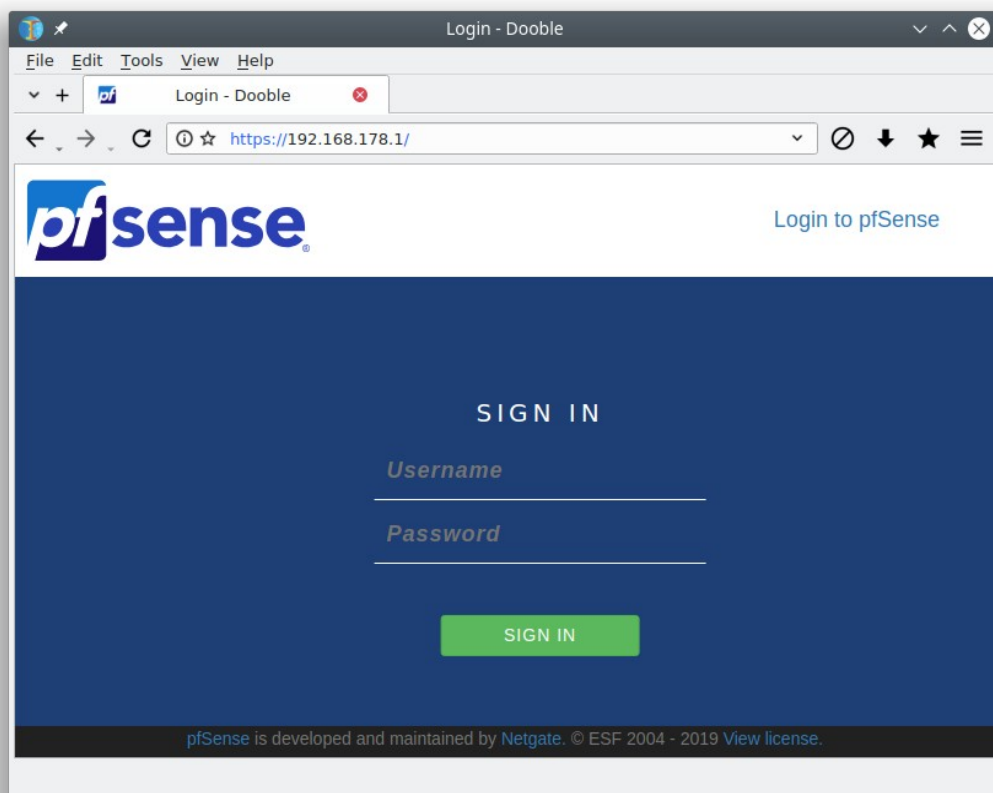 Login - Dooble
File Edit Tools View Help
Login - Dooble
https://192.168.178.1/
pfsense®
Login to pfSense
SIGN IN
Username
Password
SIGN IN
pfSense is developed and maintained by Netgate. © ESF 2004 - 2019 View license.